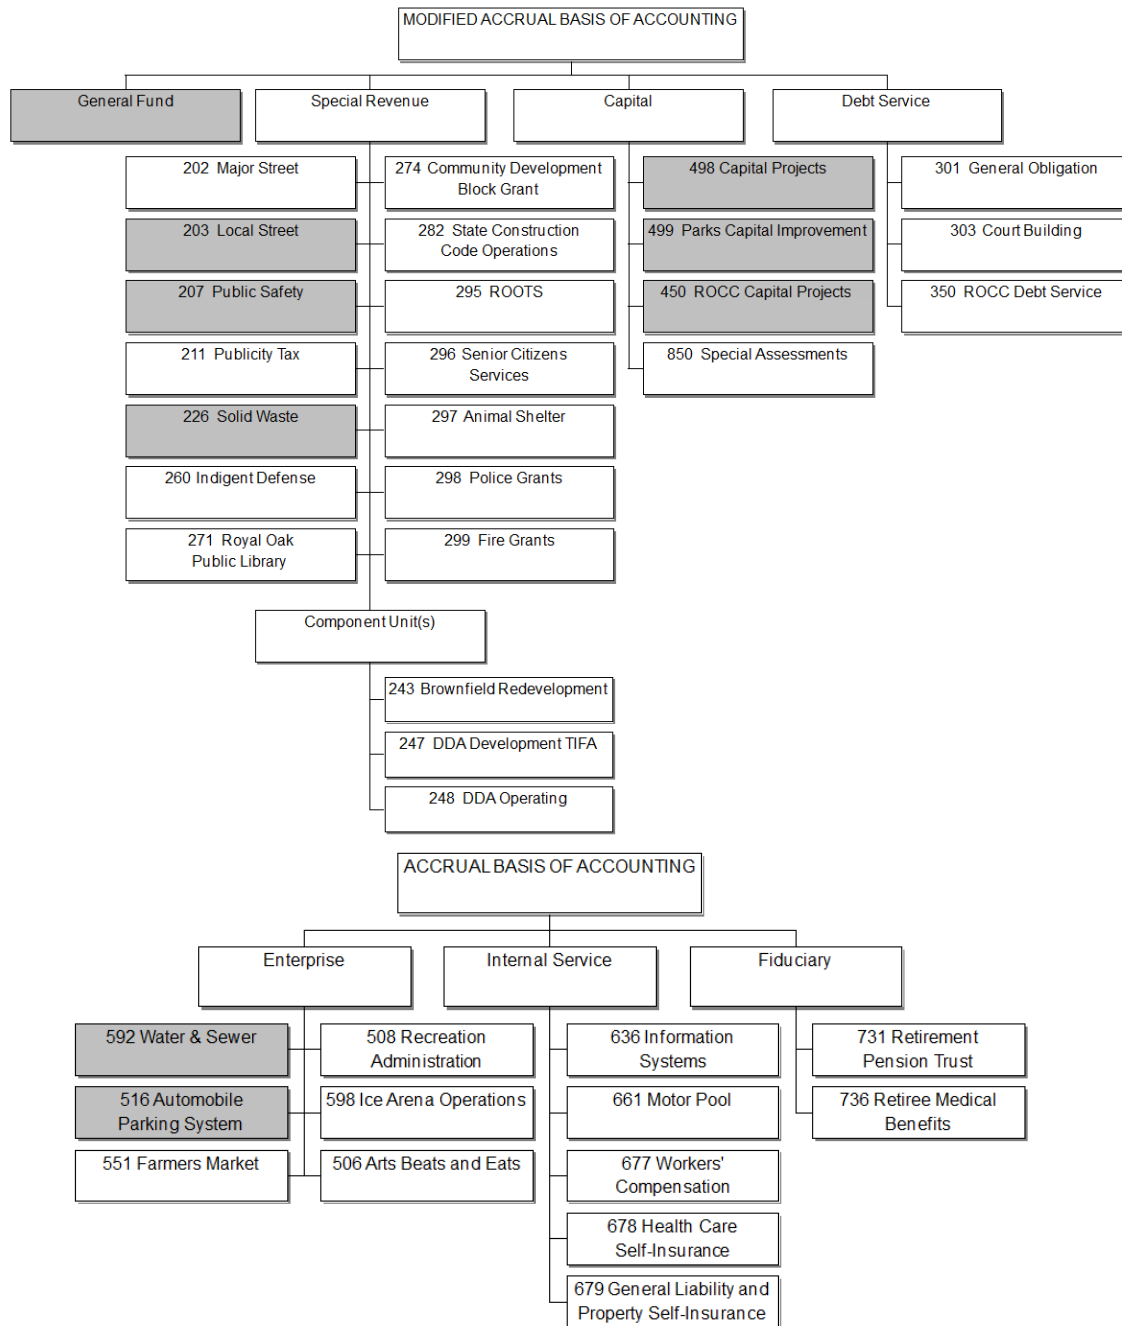 MODIFIED ACCRUAL BASIS OF ACCOUNTING
General Fund
Special Revenue
Capital
Debt Service
202 Major Street
274 Community Development
Block Grant
498 Capital Projects
301 General Obligation
203 Local Street
282 State Construction
Code Operations
499 Parks Capital Improvement
303 Court Building
207 Public Safety
295 ROOTS
450 ROCC Capital Projects
350 ROCC Debt Service
211 Publicity Tax
296 Senior Citizens
Services
850 Special Assessments
226 Solid Waste
297 Animal Shelter
260 Indigent Defense
298 Police Grants
271 Royal Oak
Public Library
299 Fire Grants
Component Unit(s)
243 Brownfield Redevelopment
247 DDA Development TIFA
248 DDA Operating
ACCRUAL BASIS OF ACCOUNTING
Enterprise
Internal Service
Fiduciary
592 Water & Sewer
508 Recreation
Administration
636 Information
Systems
731 Retirement
Pension Trust
516 Automobile
Parking System
598 Ice Arena Operations
661 Motor Pool
736 Retiree Medical
Benefits
551 Farmers Market
506 Arts Beats and Eats
677 Workers'
Compensation
678 Health Care
Self-Insurance
679 General Liability and
Property Self-Insurance